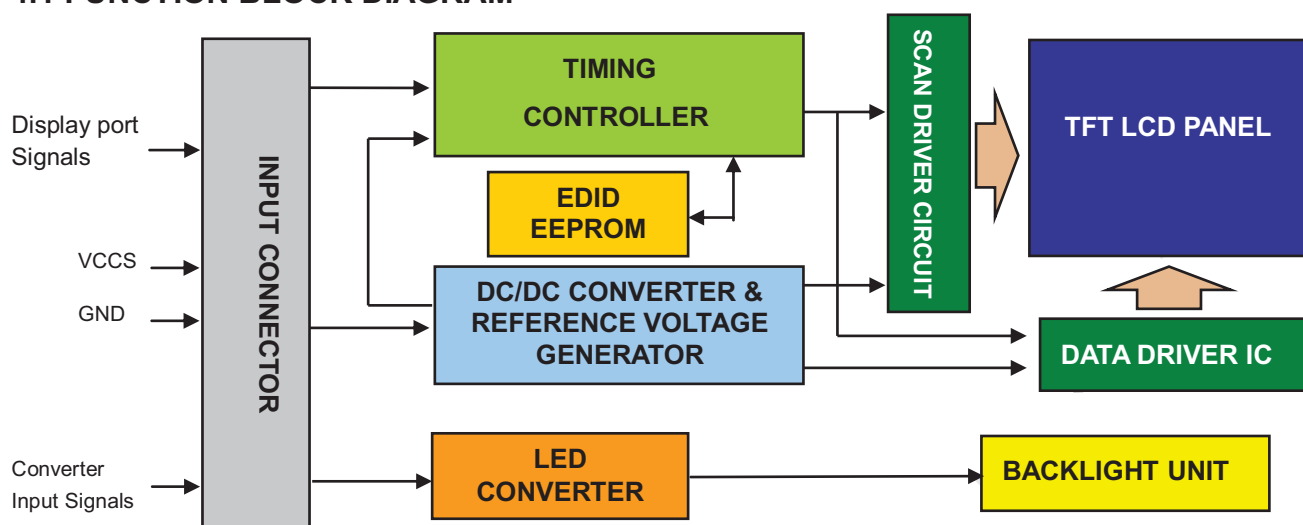 TIMING
CONTROLLER
SCAN DRIVER CIRCUIT
TFT LCD PANEL
Display port
Signals
INPUT CONNECTOR
EDID
EEPROM
VCCS
GND
DC/DC CONVERTER &
REFERENCE VOLTAGE
GENERATOR
DATA DRIVER IC
Converter
Input Signals
LED
CONVERTER
BACKLIGHT UNIT